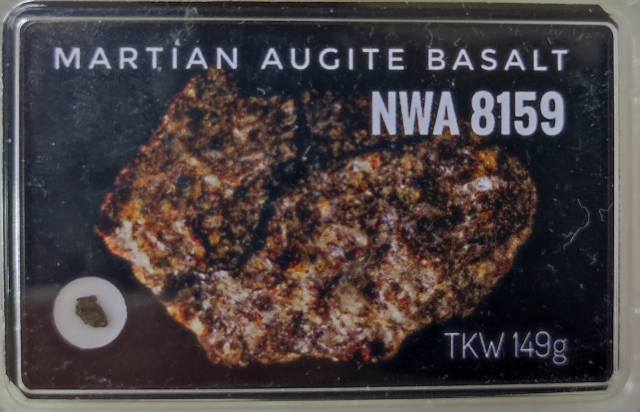 MARTIAN AUGITE BASALT
NWA 8159
TKW 149g